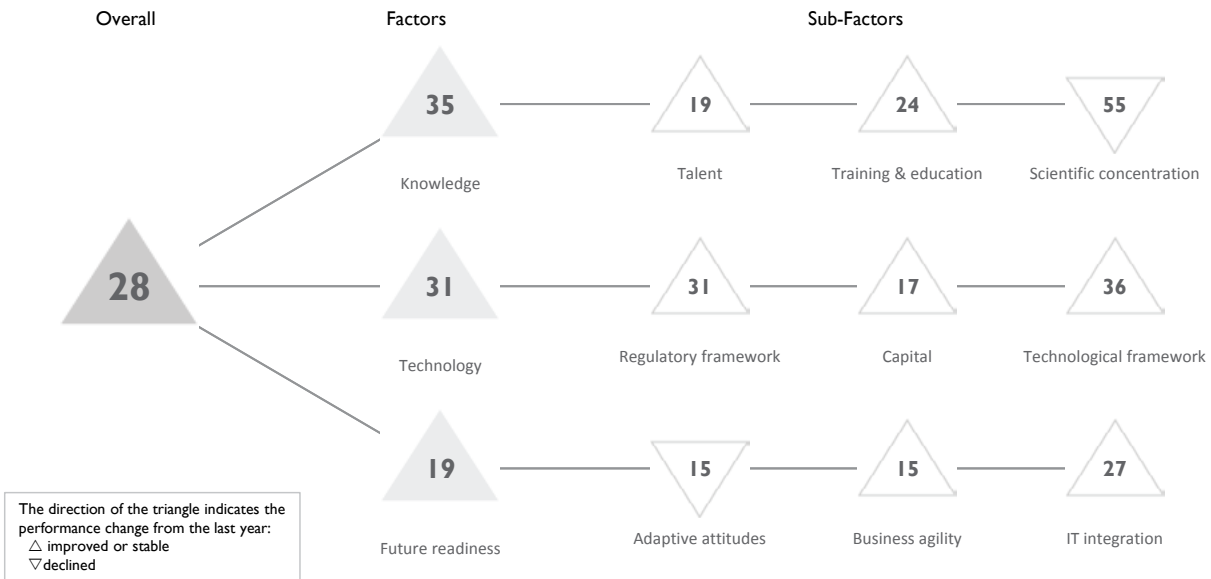 Overall
Factors
Sub-Factors
35
19
24
55
Knowledge
Talent
Training & education
Scientific concentration
28
31
31
17
36
Technology
Regulatory framework
Capital
Technological framework
19
15
15
27
Future readiness
Adaptive attitudes
Business agility
IT integration
The direction of the triangle indicates the
performance change from the last year:
△ improved or stable
▽declined